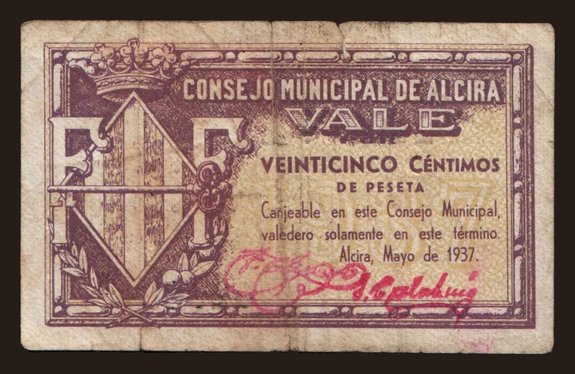 CONSEJO MUNICIPAL DE ALCIRA
VALE
F F
VEINTICINCO CÉNTIMOS
DE PESETA
Canjeable en este Consejo Municipal,
valedero solamente en este término.
Alcira, Mayo de 1937.